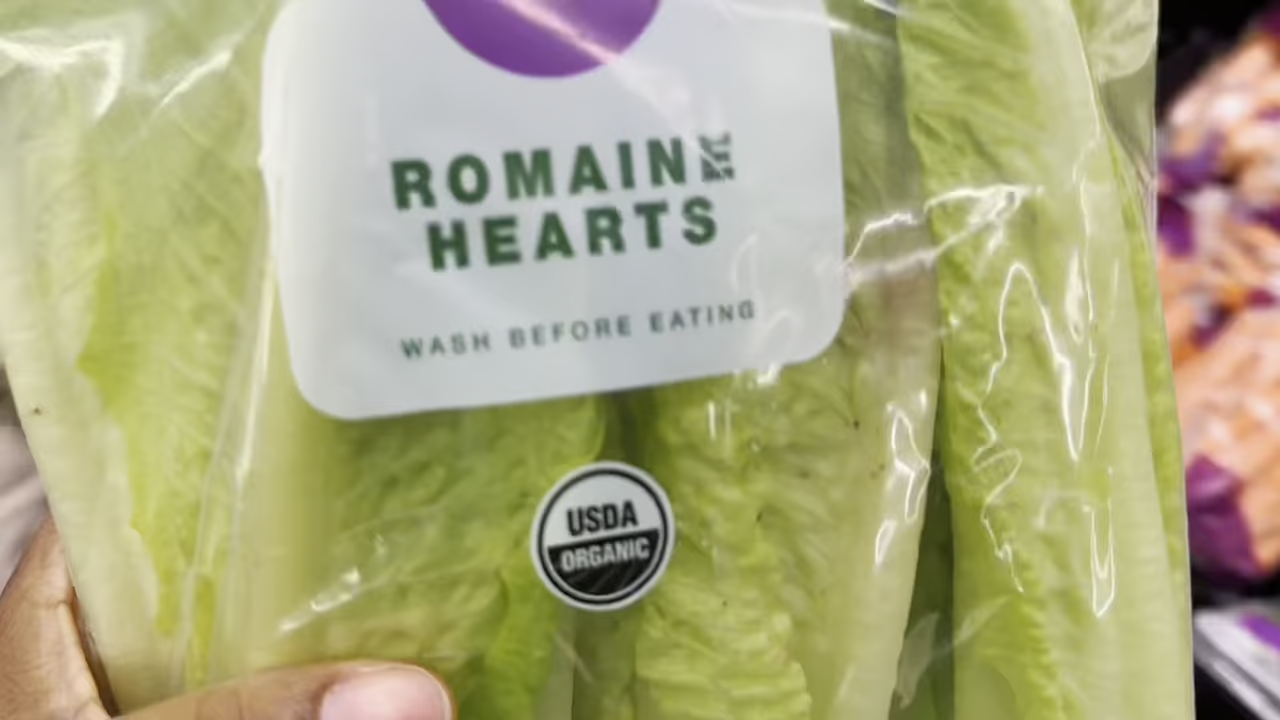 ROMAINE
HEARTS
WASH BEFORE EATING
USDA
ORGANIC